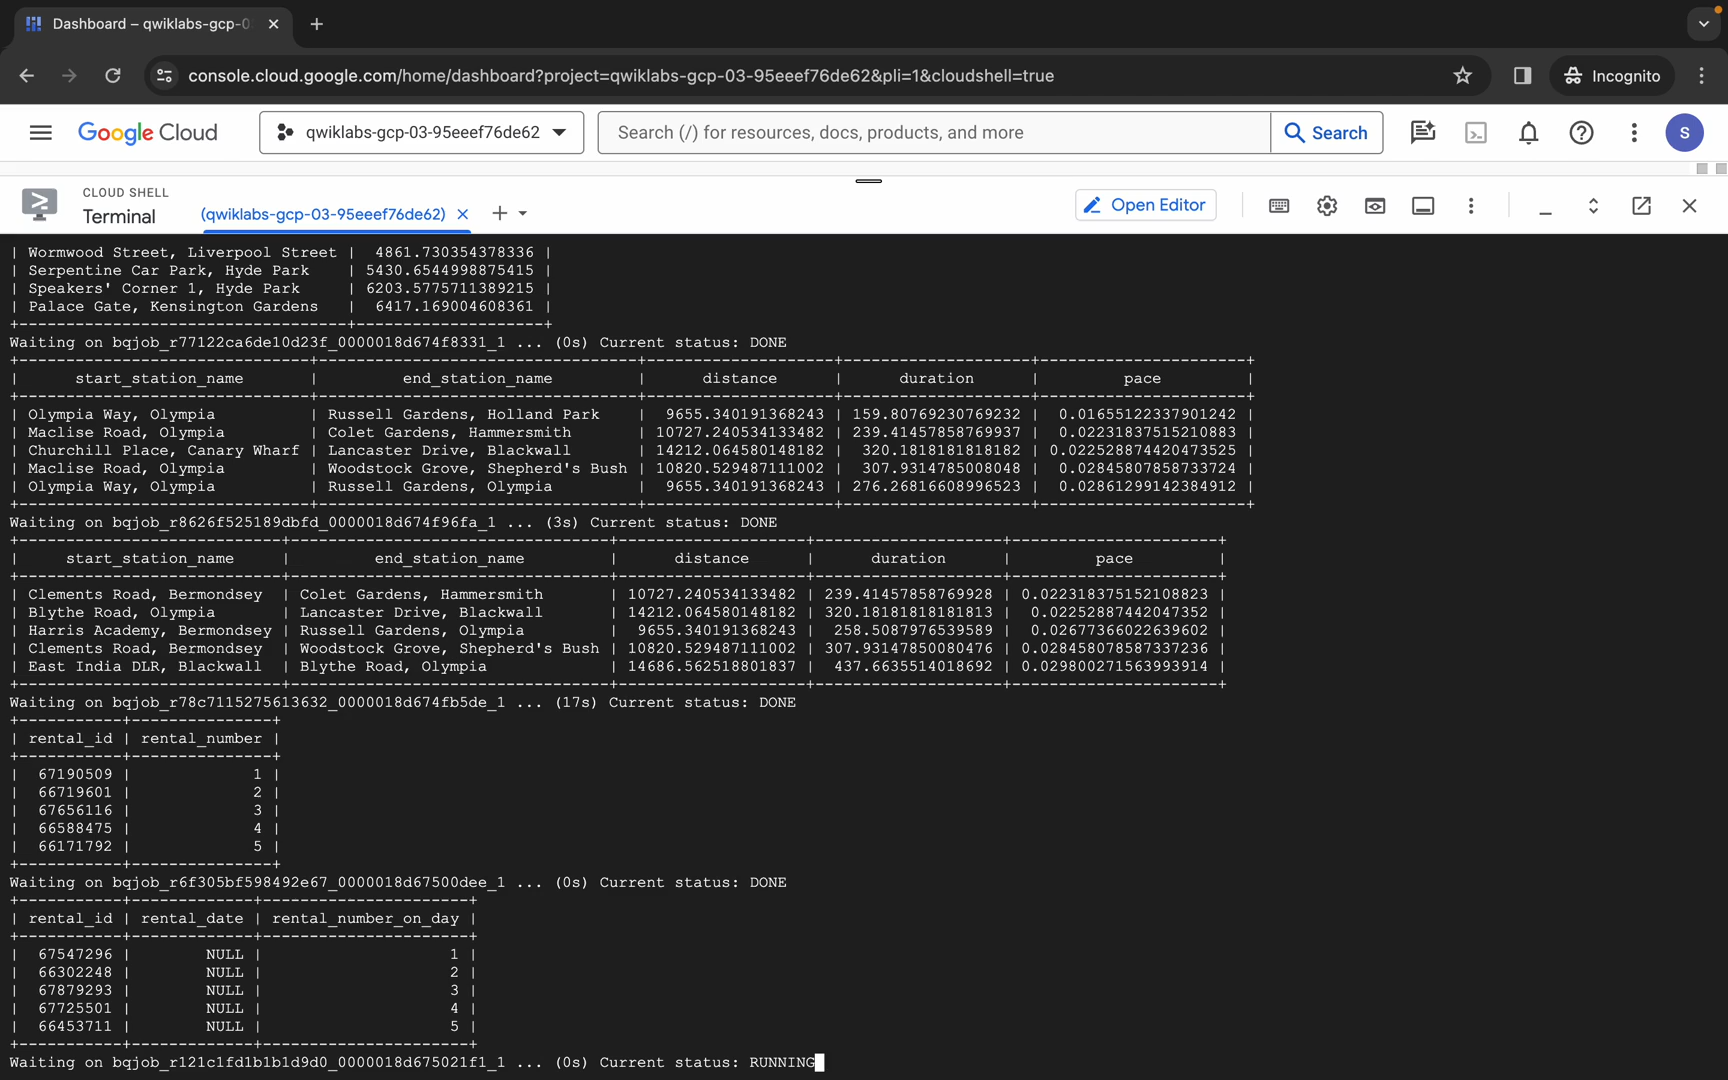 Dashboard – qwiklabs-gcp-0
console.cloud.google.com/home/dashboard?project=qwiklabs-gcp-03-95eeef76de62&pli=1&cloudshell=true
Incognito
Google Cloud
qwiklabs-gcp-03-95eeef76de62
Search (/) for resources, docs, products, and more
Search
S
CLOUD SHELL
Terminal
(qwiklabs-gcp-03-95eeef76de62)
Open Editor
| Wormwood Street, Liverpool Street |  4861.730354378336 |
| Serpentine Car Park, Hyde Park    | 5430.6544998875415 |
| Speakers' Corner 1, Hyde Park     | 6203.5775711389215 |
| Palace Gate, Kensington Gardens   |  6417.169004608361 |
+-----------------------------------+--------------------+
Waiting on bqjob_r77122ca6de10d23f_0000018d674f8331_1 ... (0s) Current status: DONE
+-------------------------------+----------------------------------+--------------------+--------------------+----------------------+
|      start_station_name       |         end_station_name         |      distance      |      duration      |         pace         |
+-------------------------------+----------------------------------+--------------------+--------------------+----------------------+
| Olympia Way, Olympia          | Russell Gardens, Holland Park    |  9655.340191368243 | 159.80769230769232 |  0.01655122337901242 |
| Maclise Road, Olympia         | Colet Gardens, Hammersmith       | 10727.240534133482 | 239.41457858769937 |  0.02231837515210883 |
| Churchill Place, Canary Wharf | Lancaster Drive, Blackwall       | 14212.064580148182 |  320.1818181818182 | 0.022528874420473525 |
| Maclise Road, Olympia         | Woodstock Grove, Shepherd's Bush | 10820.529487111002 |  307.9314785008048 |  0.02845807858733724 |
| Olympia Way, Olympia          | Russell Gardens, Olympia         |  9655.340191368243 | 276.26816608996523 |  0.02861299142384912 |
+-------------------------------+----------------------------------+--------------------+--------------------+----------------------+
Waiting on bqjob_r8626f525189dbfd_0000018d674f96fa_1 ... (3s) Current status: DONE
+----------------------------+----------------------------------+--------------------+--------------------+----------------------+
|     start_station_name     |         end_station_name         |      distance      |      duration      |         pace         |
+----------------------------+----------------------------------+--------------------+--------------------+----------------------+
| Clements Road, Bermondsey  | Colet Gardens, Hammersmith       | 10727.240534133482 | 239.41457858769928 | 0.022318375152108823 |
| Blythe Road, Olympia       | Lancaster Drive, Blackwall       | 14212.064580148182 | 320.18181818181813 |  0.02252887442047352 |
| Harris Academy, Bermondsey | Russell Gardens, Olympia         |  9655.340191368243 |  258.5087976539589 |  0.02677366022639602 |
| Clements Road, Bermondsey  | Woodstock Grove, Shepherd's Bush | 10820.529487111002 | 307.93147850080476 | 0.028458078587337236 |
| East India DLR, Blackwall  | Blythe Road, Olympia             | 14686.562518801837 |  437.6635514018692 | 0.029800271563993914 |
+----------------------------+----------------------------------+--------------------+--------------------+----------------------+
Waiting on bqjob_r78c7115275613632_0000018d674fb5de_1 ... (17s) Current status: DONE
+-----------+---------------+
| rental_id | rental_number |
+-----------+---------------+
|  67190509 |             1 |
|  66719601 |             2 |
|  67656116 |             3 |
|  66588475 |             4 |
|  66171792 |             5 |
+-----------+---------------+
Waiting on bqjob_r6f305bf598492e67_0000018d67500dee_1 ... (0s) Current status: DONE
+-----------+-------------+----------------------+
| rental_id | rental_date | rental_number_on_day |
+-----------+-------------+----------------------+
|  67547296 |        NULL |                    1 |
|  66302248 |        NULL |                    2 |
|  67879293 |        NULL |                    3 |
|  67725501 |        NULL |                    4 |
|  66453711 |        NULL |                    5 |
+-----------+-------------+----------------------+
Waiting on bqjob_r121c1fd1b1b1d9d0_0000018d675021f1_1 ... (0s) Current status: RUNNING